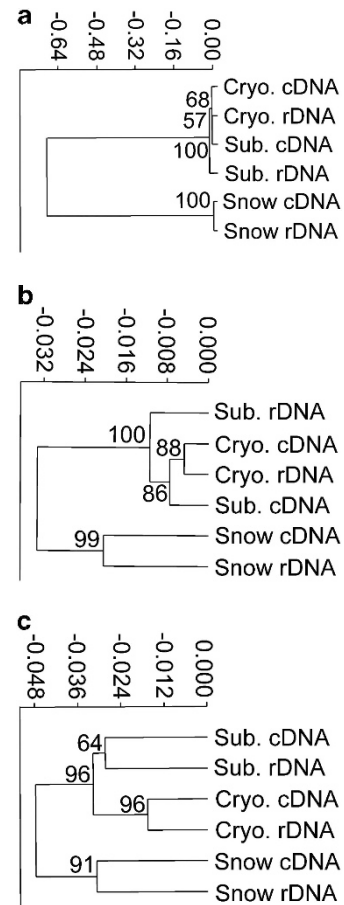 a
-0.64 -0.48 -0.32 -0.16 0.00
Cryo. cDNA
68
Cryo. rDNA
57
Sub. cDNA
100
Sub. rDNA
100 Snow cDNA
Snow rDNA
b
-0.032 -0.024 -0.016 -0.008 0.000
Sub. rDNA
100 88 Cryo. cDNA
Cryo. rDNA
86 Sub. cDNA
99 Snow cDNA
Snow rDNA
c
-0.048 -0.036 -0.024 -0.012 0.000
64 Sub. cDNA
Sub. rDNA
96
96 Cryo. cDNA
Cryo. rDNA
91 Snow cDNA
Snow rDNA